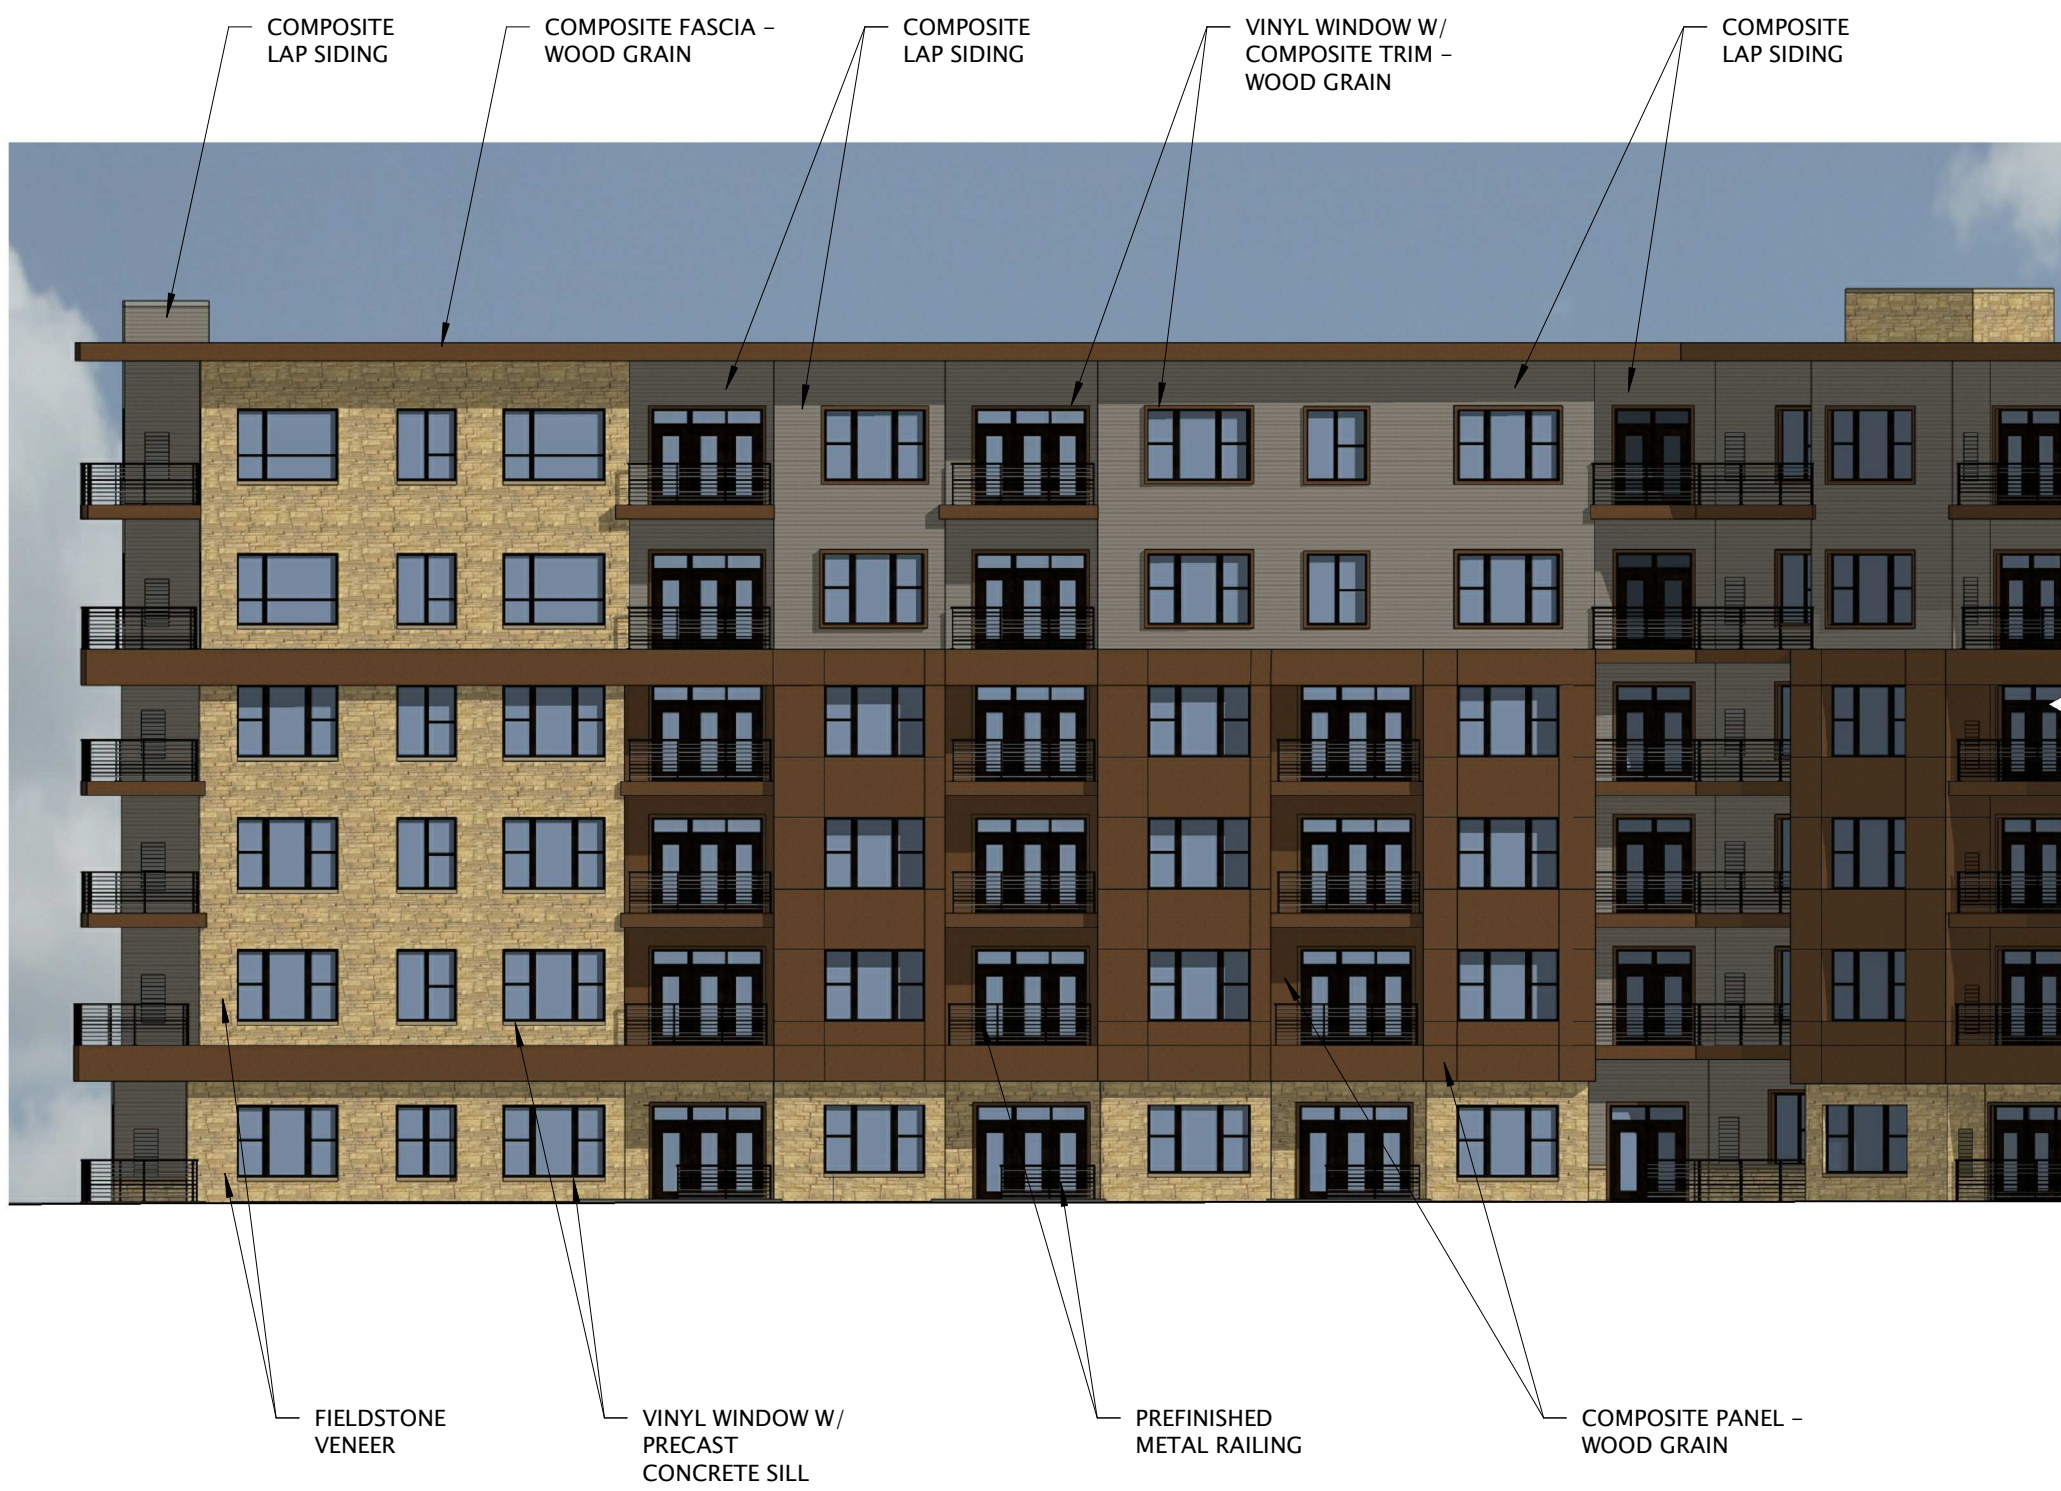 COMPOSITE
LAP SIDING
COMPOSITE FASCIA –
WOOD GRAIN
COMPOSITE
LAP SIDING
VINYL WINDOW W/
COMPOSITE TRIM –
WOOD GRAIN
COMPOSITE
LAP SIDING
FIELDSTONE
VENEER
VINYL WINDOW W/
PRECAST
CONCRETE SILL
PREFINISHED
METAL RAILING
COMPOSITE PANEL –
WOOD GRAIN